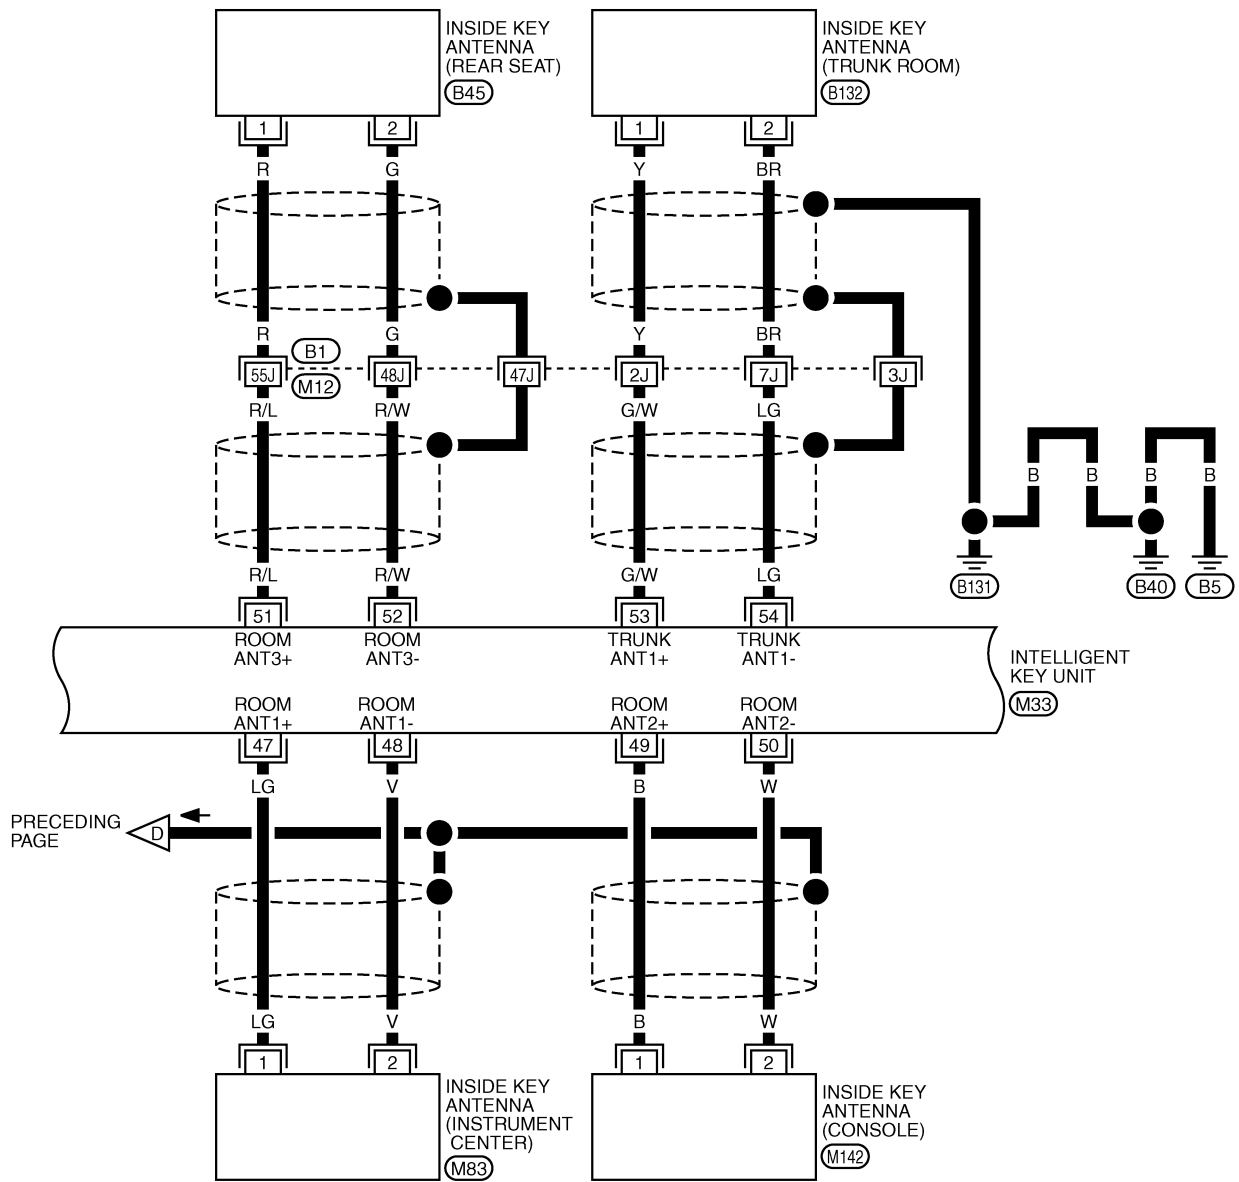 INSIDE KEY
ANTENNA
(REAR SEAT)
B45
INSIDE KEY
ANTENNA
(TRUNK ROOM)
B132
1 2 1 2
R G Y BR
R G Y BR
B1
55J 48J 47J 2J 7J 3J
M12
R/L R/W G/W LG
B B B B
R/L R/W G/W LG
B131 B40 B5
51 52 53 54
ROOM ROOM TRUNK TRUNK
ANT3+ ANT3- ANT1+ ANT1-
INTELLIGENT
KEY UNIT
M33
ROOM ROOM ROOM ROOM
ANT1+ ANT1- ANT2+ ANT2-
47 48 49 50
LG V B W
PRECEDING
PAGE
D
LG V B W
1 2 1 2
INSIDE KEY
ANTENNA
(INSTRUMENT
CENTER)
M83
INSIDE KEY
ANTENNA
(CONSOLE)
M142